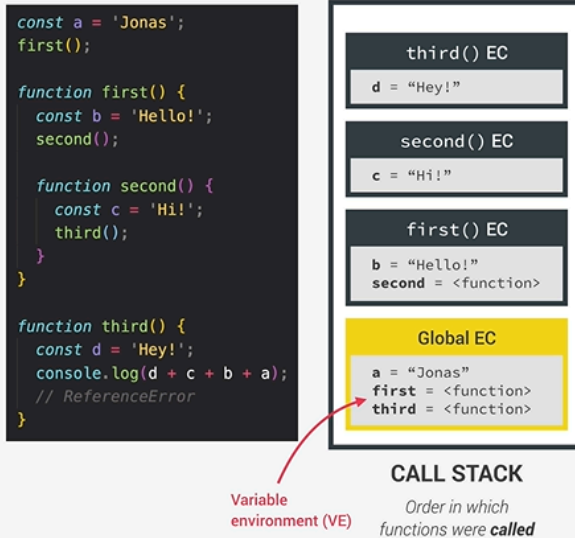 const a = 'Jonas';
first();
function first() {
const b = 'Hello!';
second();
function second() {
const c = 'Hi!';
third();
}
}
function third() {
const d = 'Hey!';
console.log(d + c + b + a);
// ReferenceError
}
third() EC
d = “Hey!”
second() EC
c = “Hi!”
first() EC
b = “Hello!”
second = <function>
Global EC
a = “Jonas”
first = <function>
third = <function>
Variable
environment (VE)
CALL STACK
Order in which
functions were called